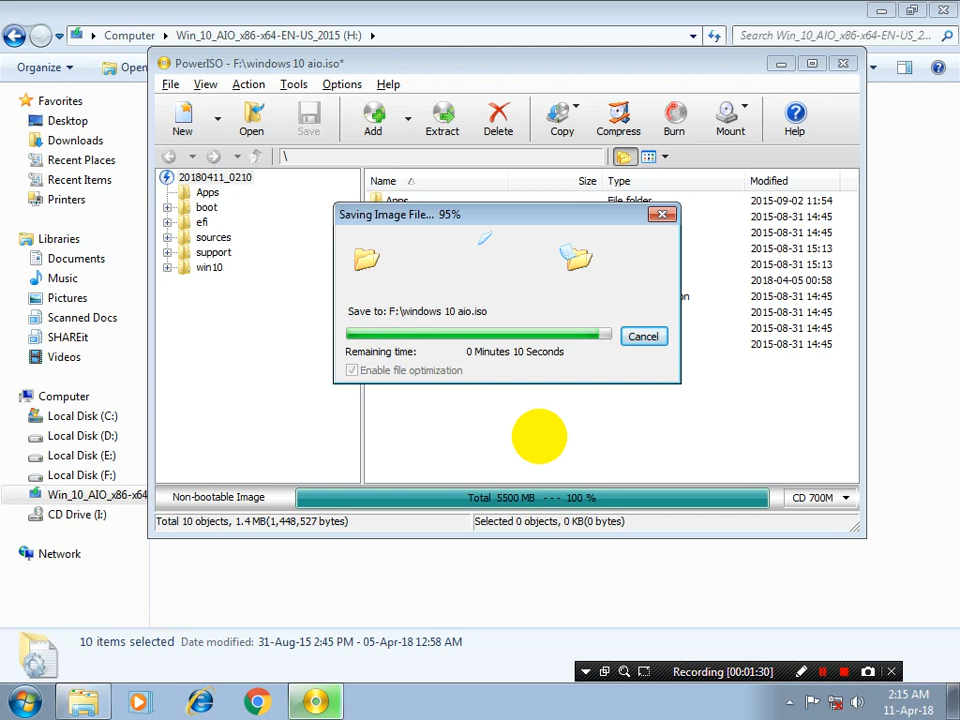 Computer ▸ Win_10_AIO_x86-x64-EN-US_2015 (H:) ▸
Search Win_10_AIO_x86-x64-EN-US_2...
Organize
Open
PowerISO - F:\windows 10 aio.iso*
File View Action Tools Options Help
New Open Save Add Extract Delete Copy Compress Burn Mount Help
\
Favorites
Desktop
Downloads
Recent Places
Recent Items
Printers
Libraries
Documents
Music
Pictures
Scanned Docs
SHAREit
Videos
Computer
Local Disk (C:)
Local Disk (D:)
Local Disk (E:)
Local Disk (F:)
Win_10_AIO_x86-x64
CD Drive (I:)
Network
20180411_0210
Apps
boot
efi
sources
support
win10
Name Size Type Modified
Apps File folder 2015-09-02 11:54
2015-08-31 14:45
2015-08-31 14:45
2015-08-31 15:13
2015-08-31 15:13
2018-04-05 00:58
on 2015-08-31 14:45
2015-08-31 14:45
2015-08-31 14:45
2015-08-31 14:45
Saving Image File... 95%
Save to: F:\windows 10 aio.iso
Cancel
Remaining time: 0 Minutes 10 Seconds
Enable file optimization
Non-bootable Image Total 5500 MB --- 100 % CD 700M
Total 10 objects, 1.4 MB(1,448,527 bytes) Selected 0 objects, 0 KB(0 bytes)
10 items selected Date modified: 31-Aug-15 2:45 PM - 05-Apr-18 12:58 AM
Recording [00:01:30]
2:15 AM
11-Apr-18